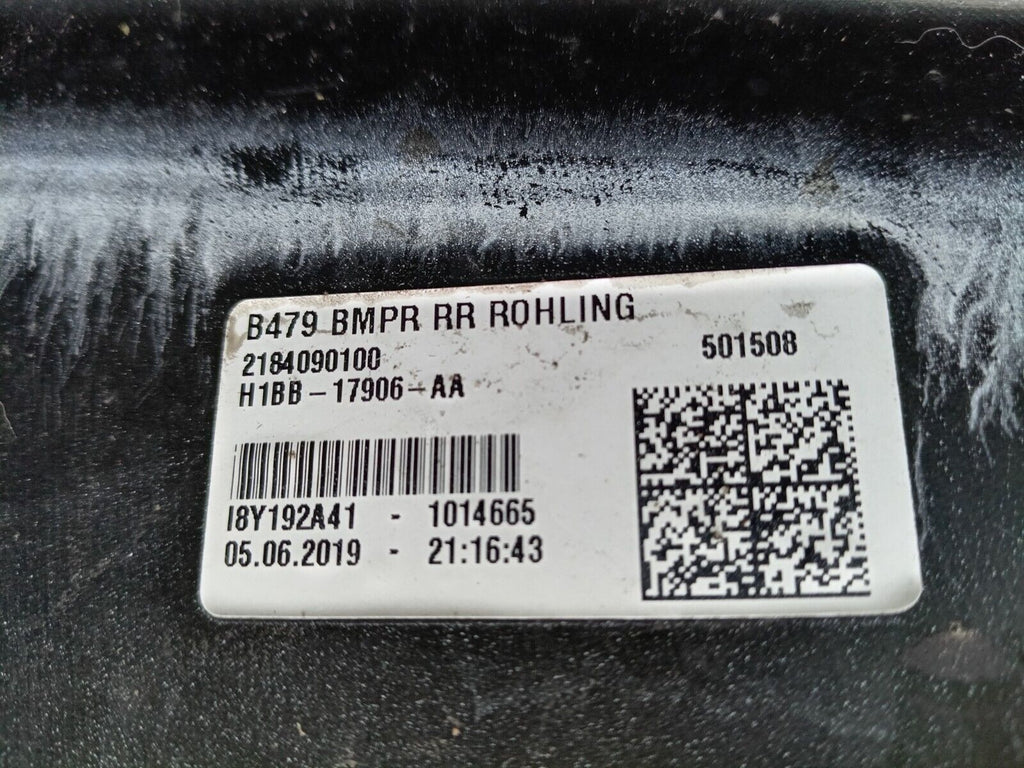 B479 BMPR RR ROHLING
2184090100
501508
H1BB-17906-AA
I8Y192A41 - 1014665
05.06.2019 - 21:16:43